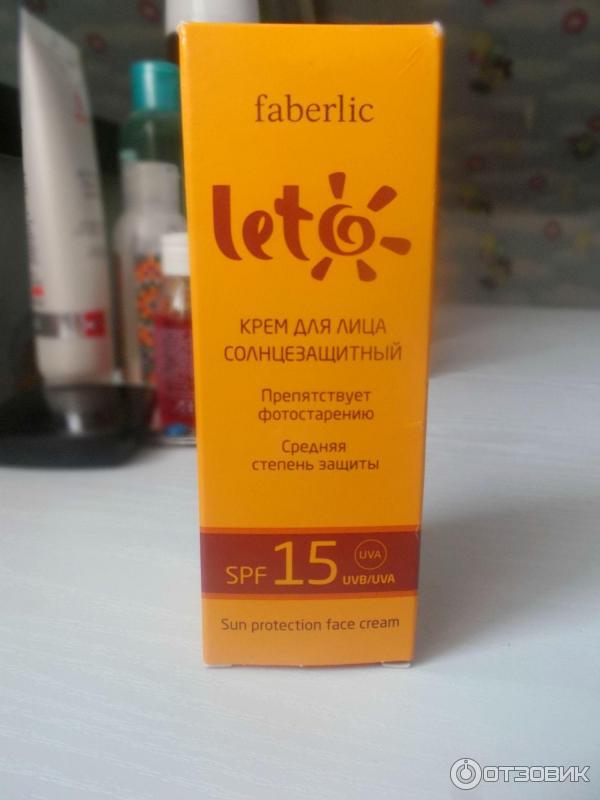 faberlic
leto
КРЕМ ДЛЯ ЛИЦА
СОЛНЦЕЗАЩИТНЫЙ
Препятствует
фотостарению
Средняя
степень защиты
SPF 15 UVA
UVB/UVA
Sun protection face cream
ОТЗОВИК